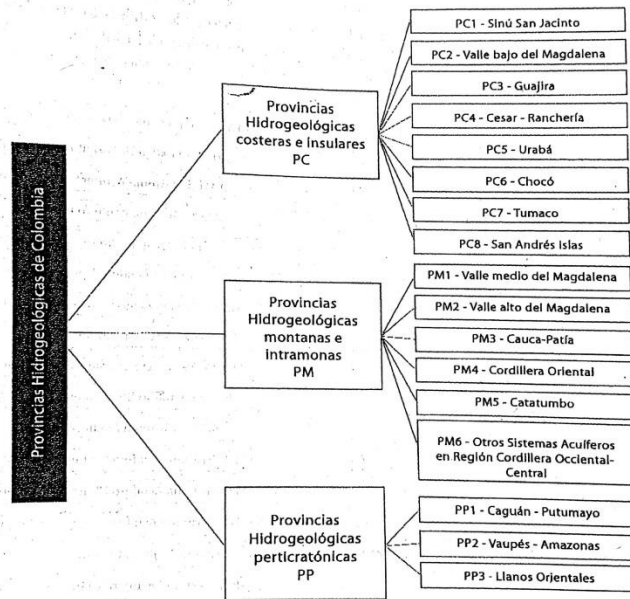 Provincias Hidrogeológicas de Colombia
Provincias
Hidrogeológicas
costeras e insulares
PC
PC1 - Sinú San Jacinto
PC2 - Valle bajo del Magdalena
PC3 - Guajira
PC4 - Cesar - Ranchería
PC5 - Urabá
PC6 - Chocó
PC7 - Tumaco
PC8 - San Andrés Islas
Provincias
Hidrogeológicas
montanas e
intramonas
PM
PM1 - Valle medio del Magdalena
PM2 - Valle alto del Magdalena
PM3 - Cauca-Patía
PM4 - Cordillera Oriental
PM5 - Catatumbo
PM6 - Otros Sistemas Acuíferos
en Región Cordillera Occiental-
Central
Provincias
Hidrogeológicas
perticratónicas
PP
PP1 - Caguán - Putumayo
PP2 - Vaupés - Amazonas
PP3 - Llanos Orientales